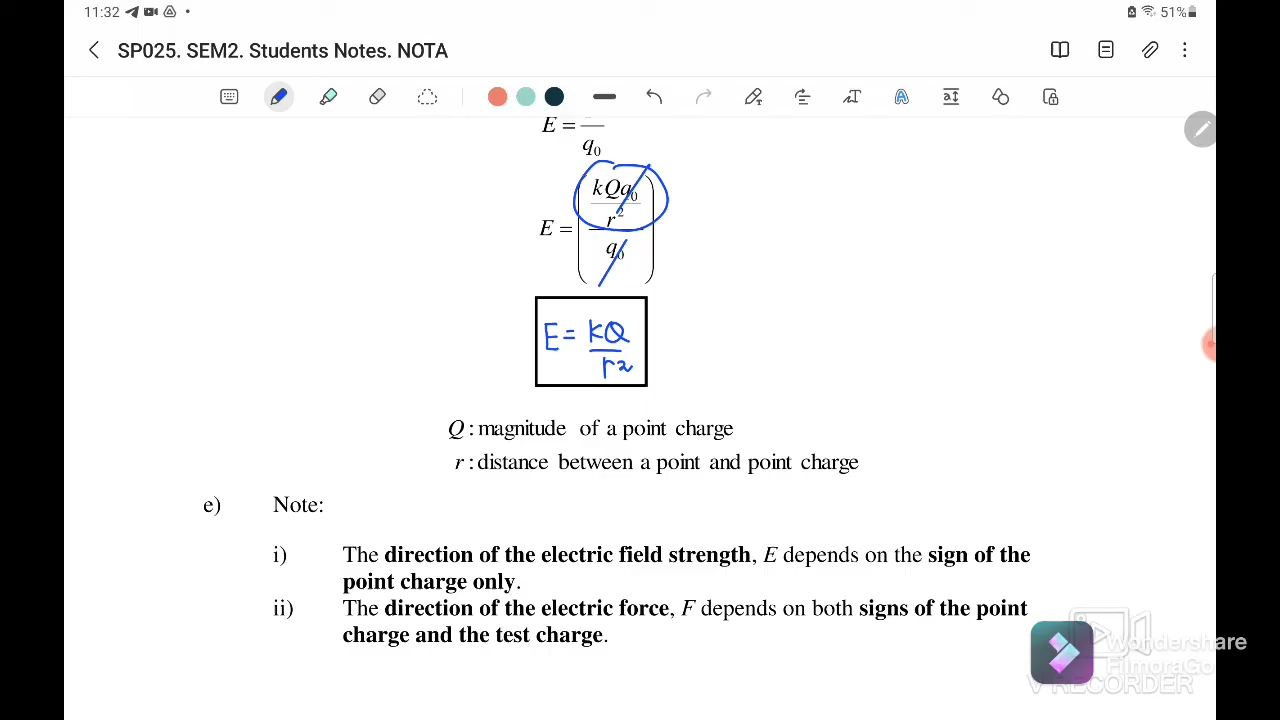 11:32
51%
SP025. SEM2. Students Notes. NOTA
E =
q₀
kQq₀
r²
E =
q₀
E = kQ
r²
Q : magnitude of a point charge
r : distance between a point and point charge
e) Note:
i) The direction of the electric field strength, E depends on the sign of the
point charge only.
ii) The direction of the electric force, F depends on both signs of the point
charge and the test charge.
Wondershare
FilmoraGo
V RECORDER